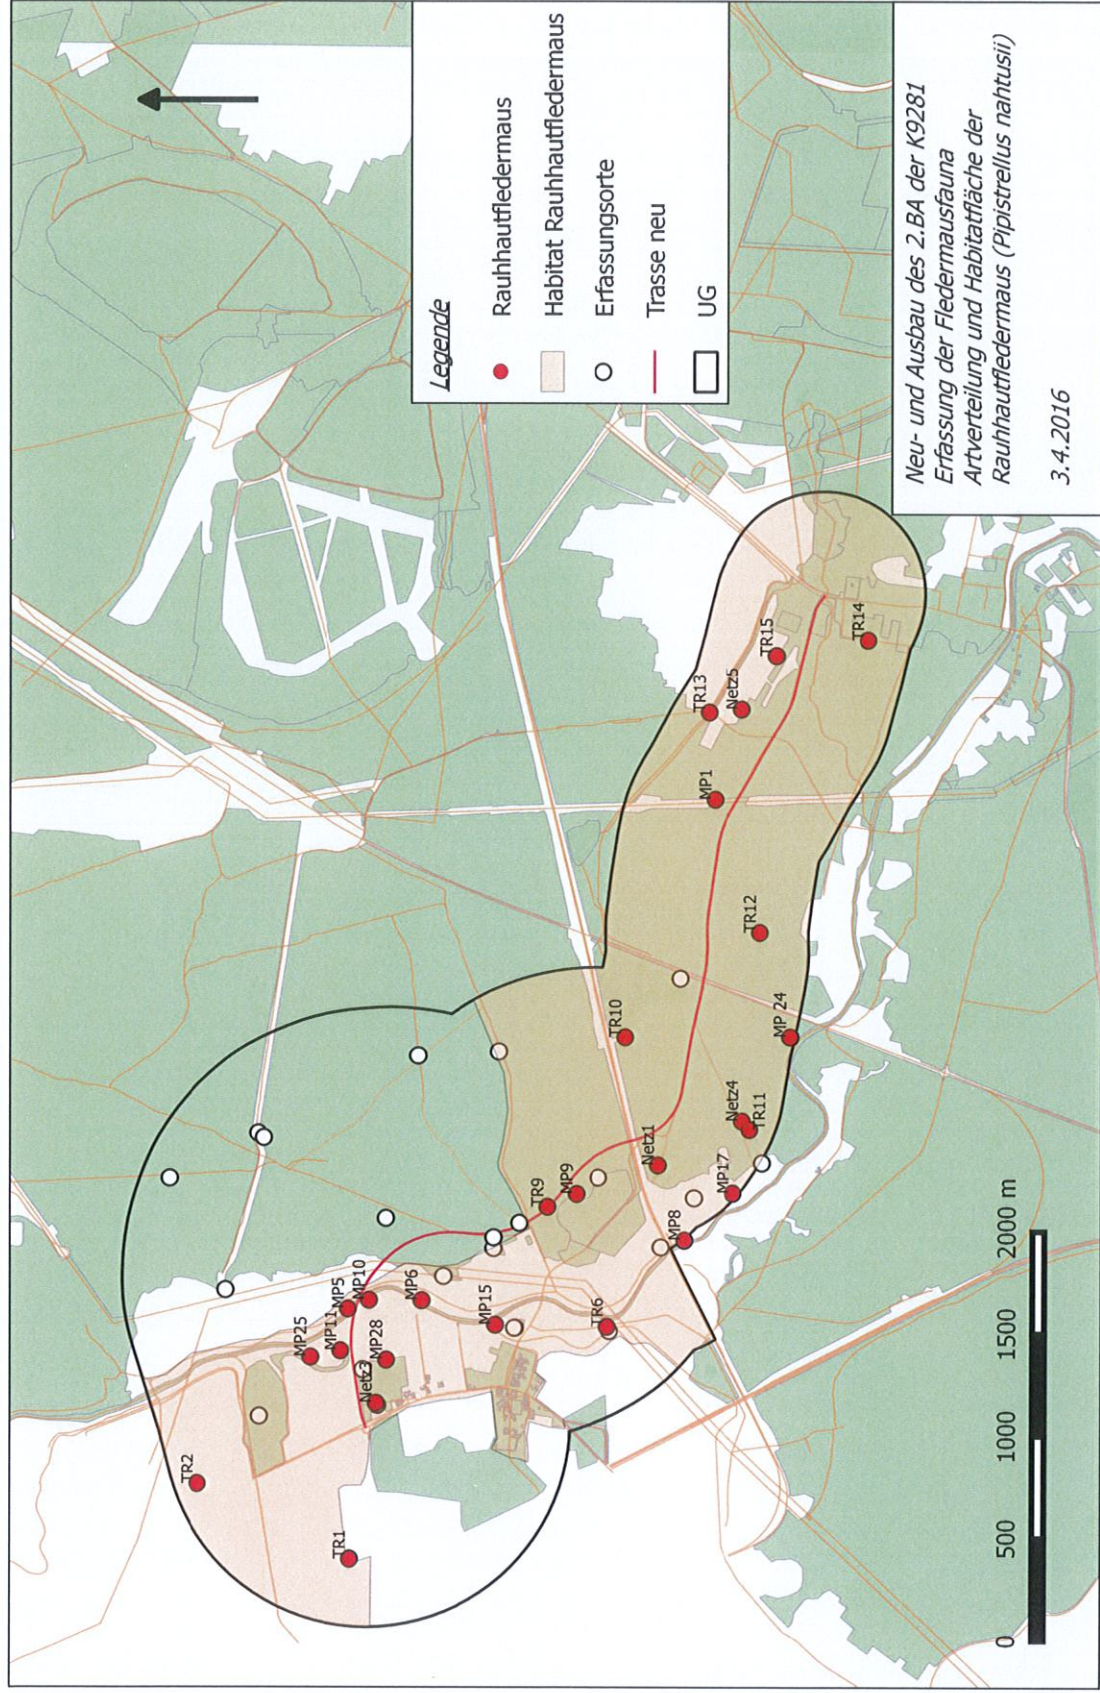 Legende
Rauhhautfledermaus
Habitat Rauhhautfledermaus
Erfassungsorte
Trasse neu
UG
TR2
TR1
MP25
MP11
MP5
MP10
MP28
Netz3
MP6
MP15
TR6
TR9
MP9
MP8
MP17
Netz1
Netz4
TR11
TR10
MP 24
TR12
MP1
TR13
Netz5
TR15
TR14
0 500 1000 1500 2000 m
Neu- und Ausbau des 2.BA der K9281
Erfassung der Fledermausfauna
Artverteilung und Habitatfläche der
Rauhhautfledermaus (Pipistrellus nahtusii)
3.4.2016